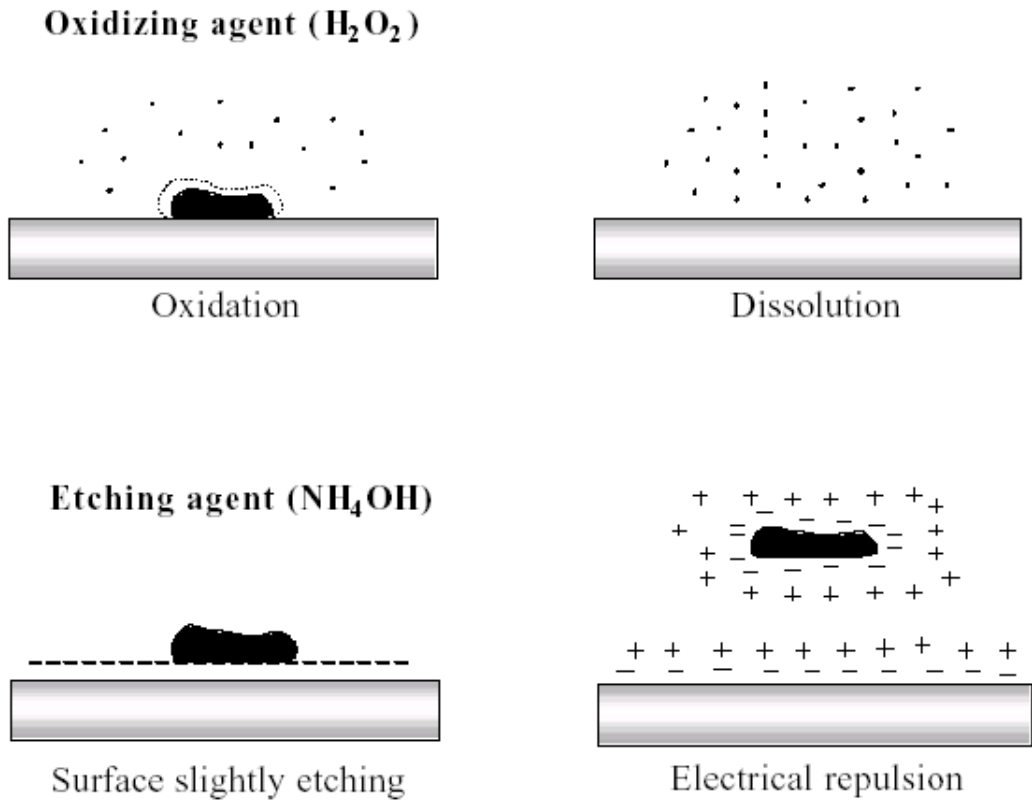 Oxidizing agent (H₂O₂)
Oxidation
Dissolution
Etching agent (NH₄OH)
Surface slightly etching
Electrical repulsion